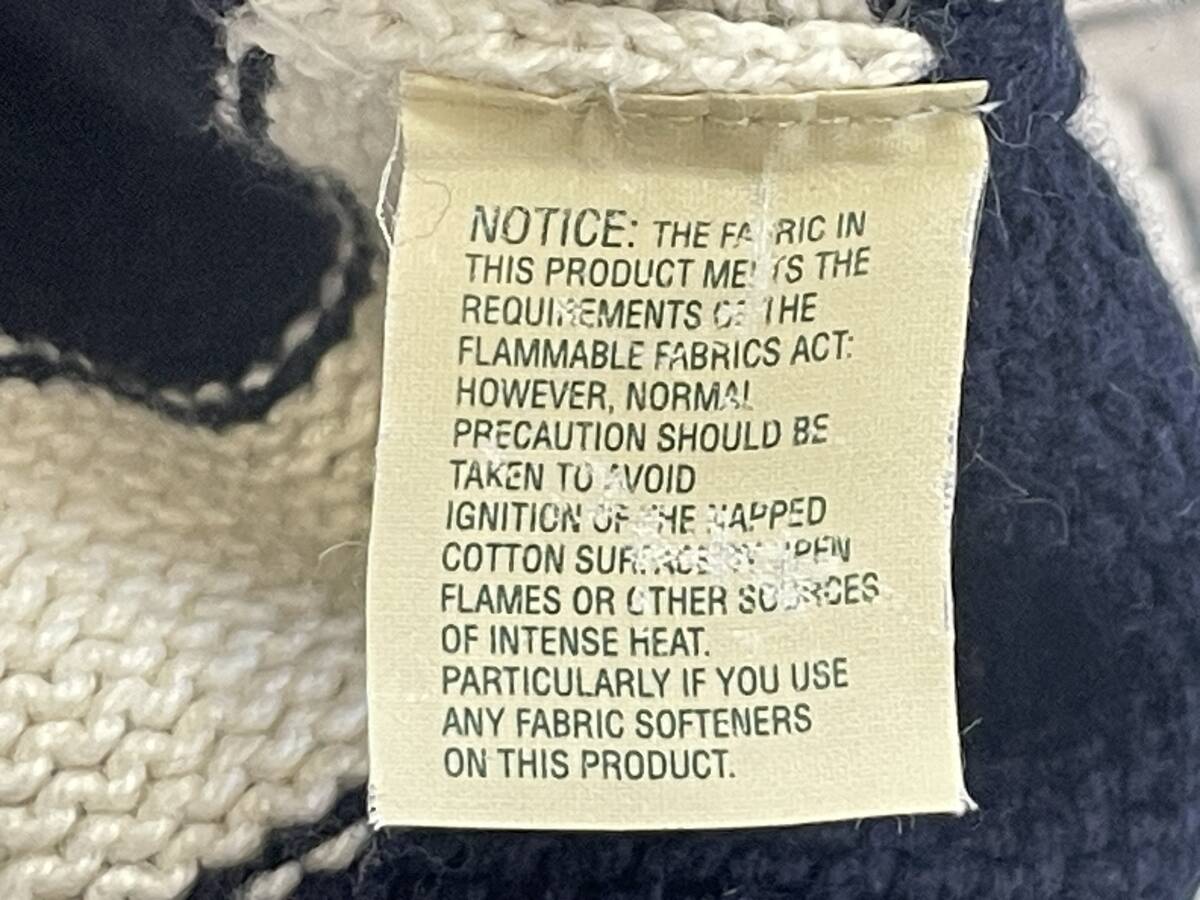 NOTICE: THE FABRIC IN
THIS PRODUCT MEETS THE
REQUIREMENTS OF THE
FLAMMABLE FABRICS ACT:
HOWEVER, NORMAL
PRECAUTION SHOULD BE
TAKEN TO AVOID
IGNITION OF THE NAPPED
COTTON SURFACE BY OPEN
FLAMES OR OTHER SOURCES
OF INTENSE HEAT.
PARTICULARLY IF YOU USE
ANY FABRIC SOFTENERS
ON THIS PRODUCT.